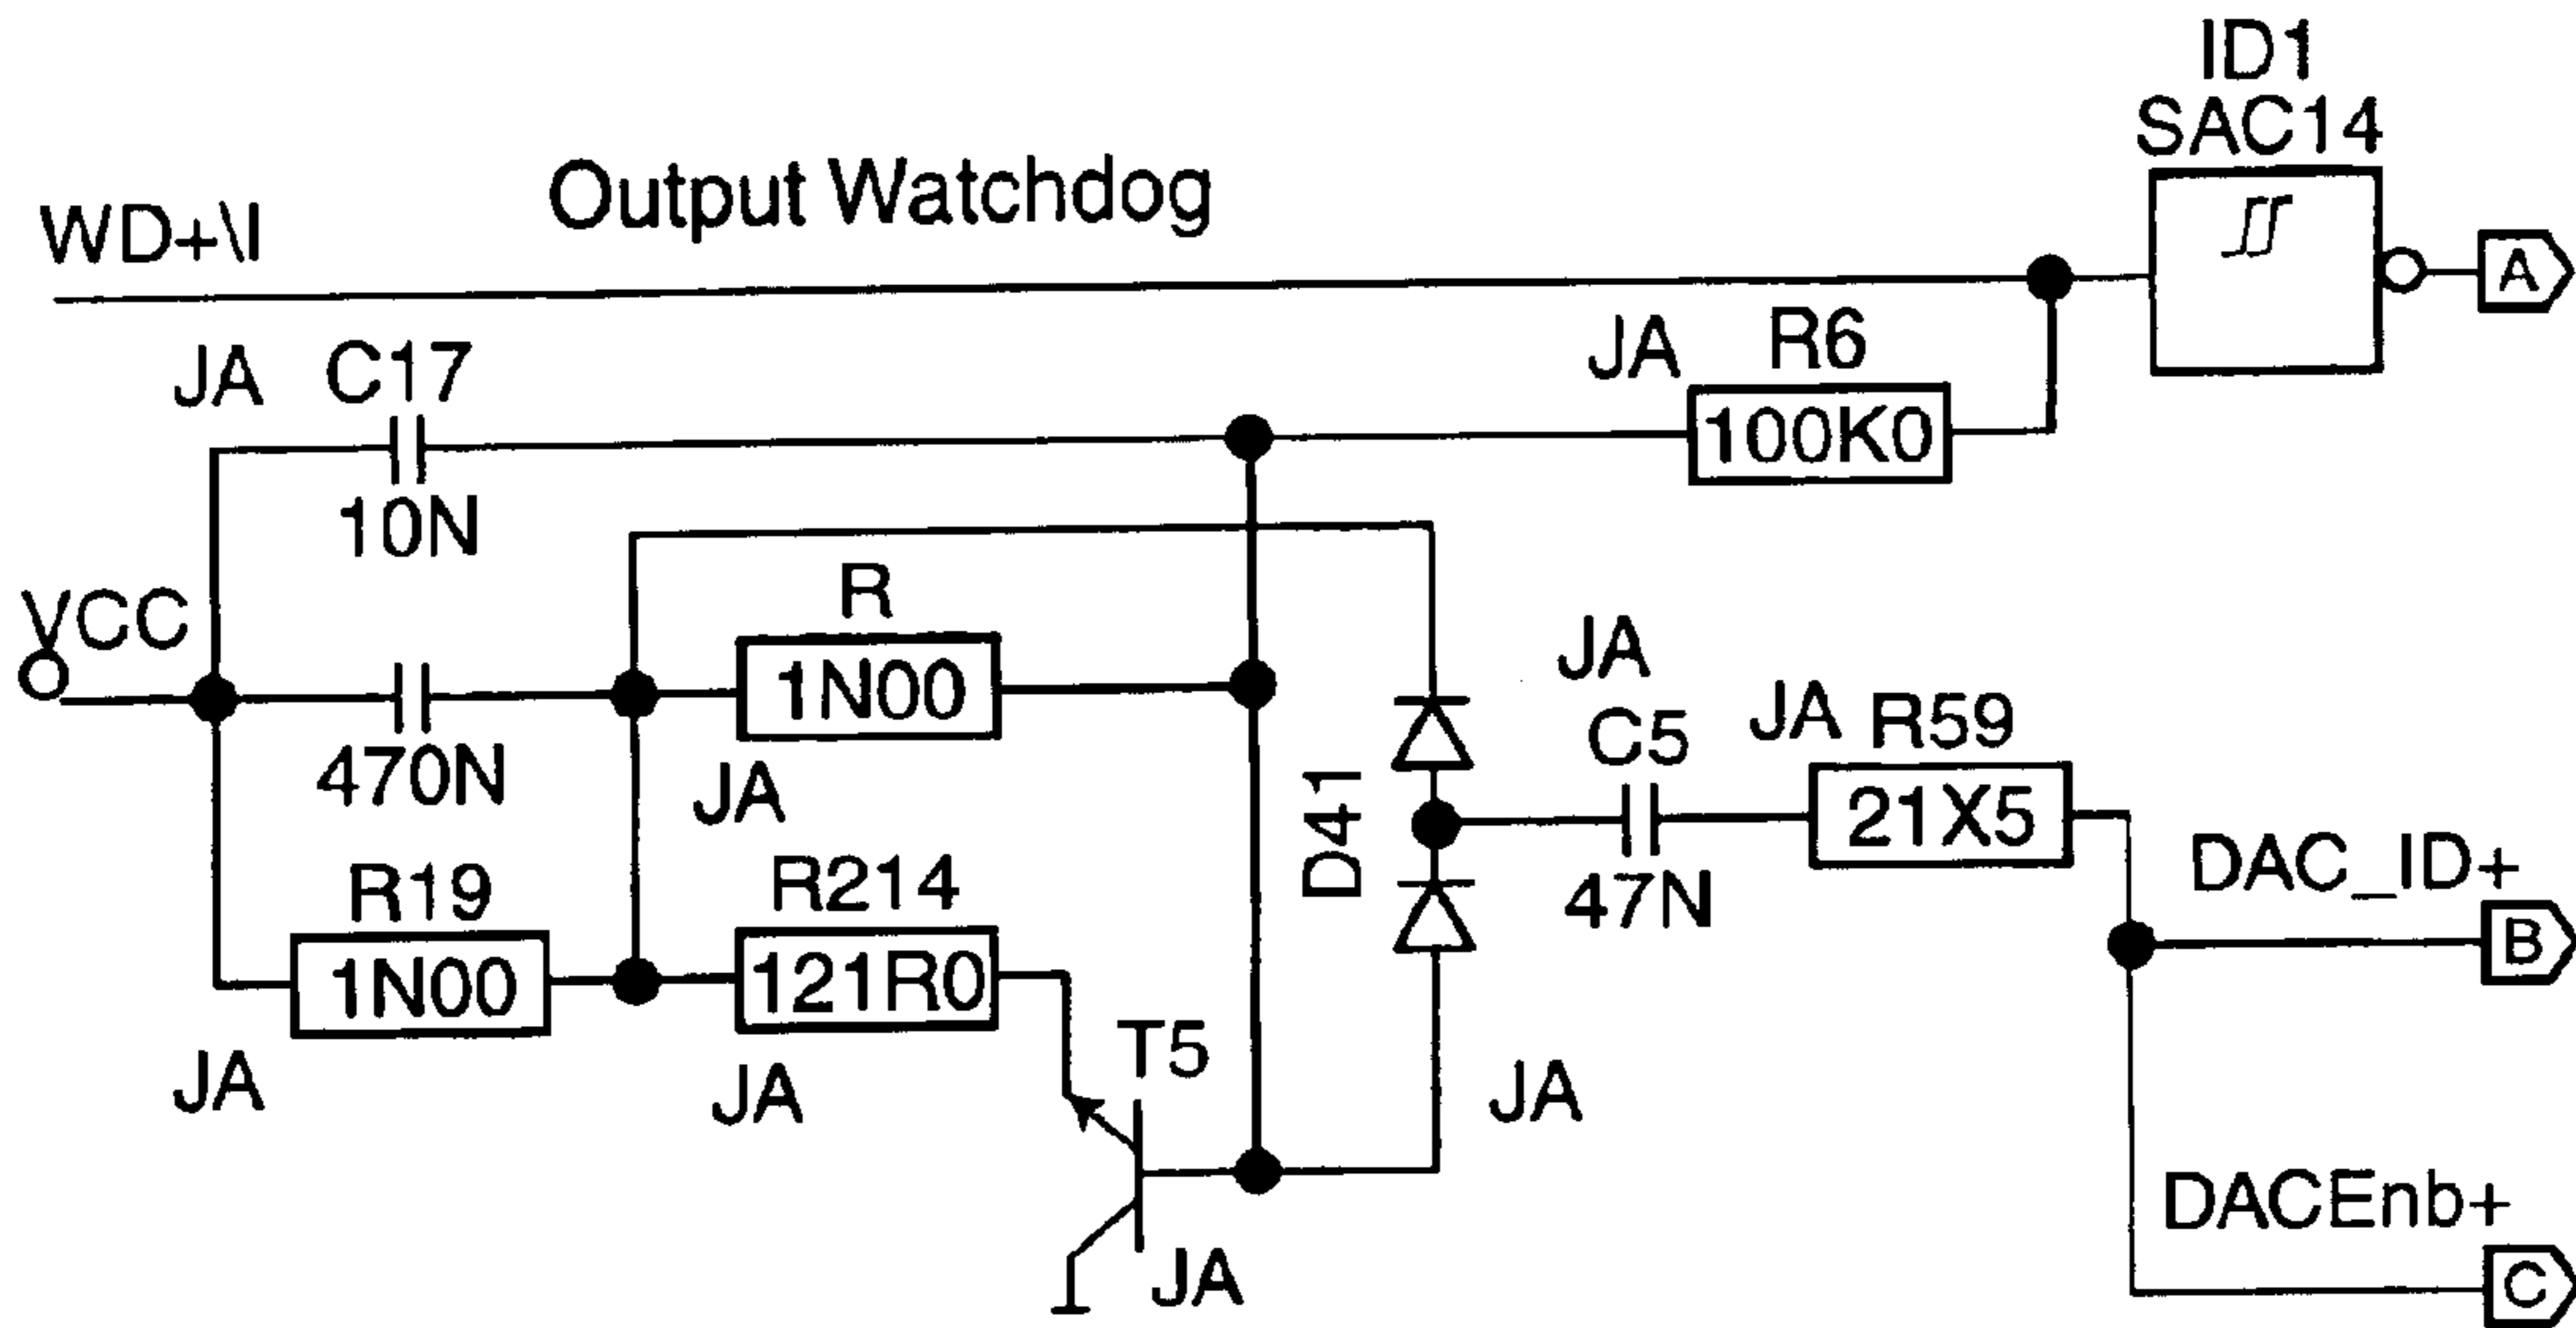 ID1
SAC14
Output Watchdog
WD+\I
A
JA
C17
10N
JA
R6
100K0
VCC
470N
R
1N00
JA
D41
JA
C5
47N
JA
R59
21X5
R19
1N00
JA
R214
121R0
JA
T5
JA
JA
DAC_ID+
B
DACEnb+
C